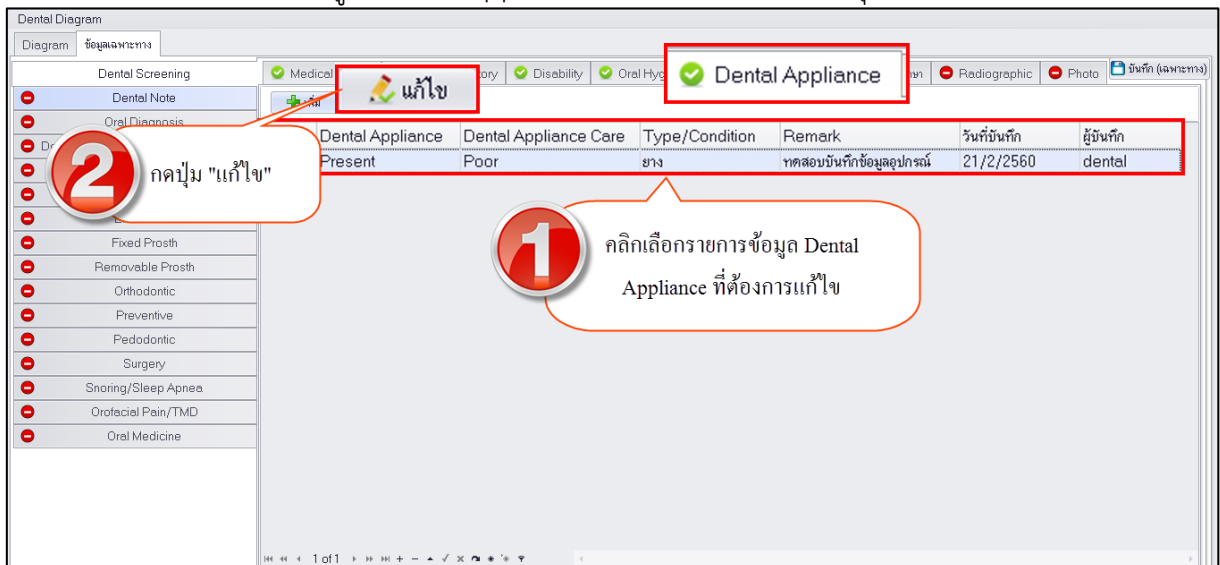 Dental Diagram
Diagram ข้อมูลเฉพาะทาง
Dental Screening
Medical ory Disability Oral Hyg Dental Appliance Radiographic Photo บันทึก (เฉพาะทาง)
Dental Note
แก้ไข
Oral Diagnosis
Dental Appliance Dental Appliance Care Type/Condition Remark วันที่บันทึก ผู้บันทึก
Present Poor ยาง ทดสอบบันทึกข้อมูลอุปกรณ์ 21/2/2560 dental
2 กดปุ่ม "แก้ไข"
1 คลิกเลือกรายการข้อมูล Dental
Appliance ที่ต้องการแก้ไข
Fixed Prosth
Removable Prosth
Orthodontic
Preventive
Pedodontic
Surgery
Snoring/Sleep Apnea
Orofacial Pain/TMD
Oral Medicine
1 of 1